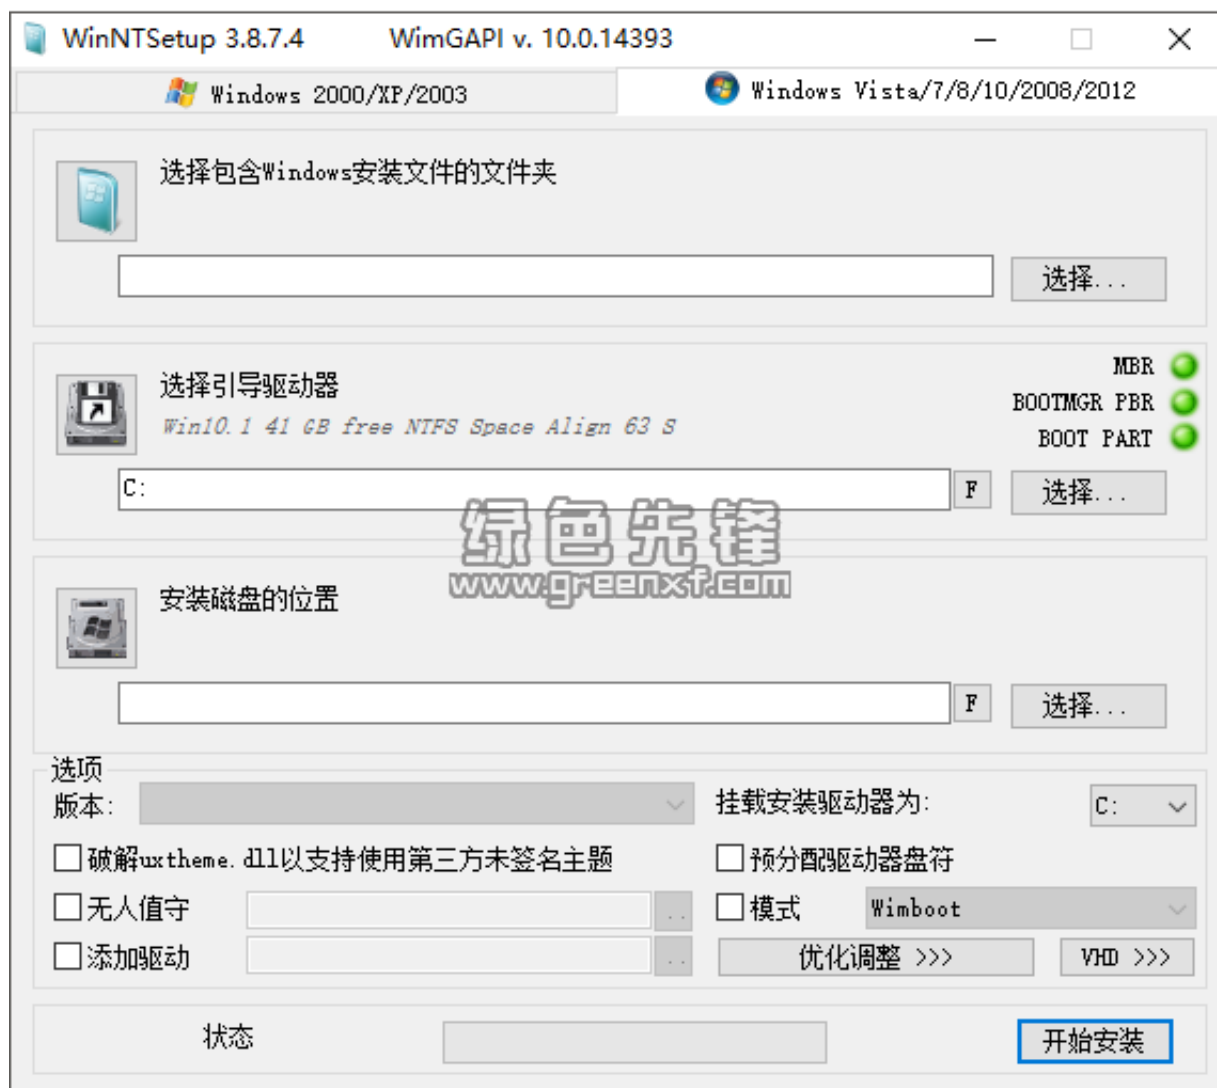 WinNTSetup 3.8.7.4 WimGAPI v. 10.0.14393
Windows 2000/XP/2003 Windows Vista/7/8/10/2008/2012
选择包含Windows安装文件的文件夹
选择...
选择引导驱动器
Win10.1 41 GB free NTFS Space Align 63 S
MBR
BOOTMGR PBR
BOOT PART
C: F 选择...
绿色先锋
www.greenxf.com
安装磁盘的位置
F 选择...
选项
版本: 挂载安装驱动器为: C:
破解uxtheme.dll以支持使用第三方未签名主题 预分配驱动器盘符
无人值守 .. 模式 Wimboot
添加驱动 .. 优化调整 >>> VHD >>>
状态 开始安装